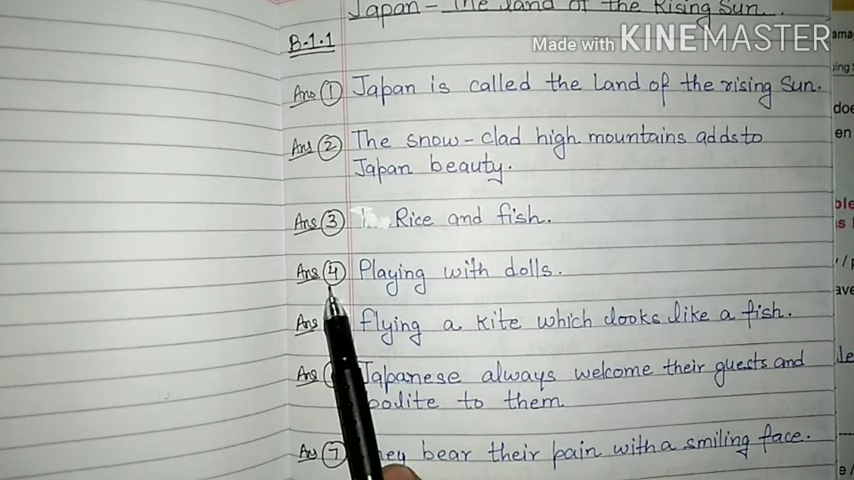 Japan - The land of the Rising Sun.
Made with KINEMASTER
B-1.1
Ans ① Japan is called the Land of the rising Sun.
Ans ② The snow-clad high mountains adds to
Japan beauty.
Ans ③ Rice and fish.
Ans ④ Playing with dolls.
Ans flying a kite which looks like a fish.
Ans Japanese always welcome their guests and
polite to them
Ans ⑦ they bear their pain with a smiling face.